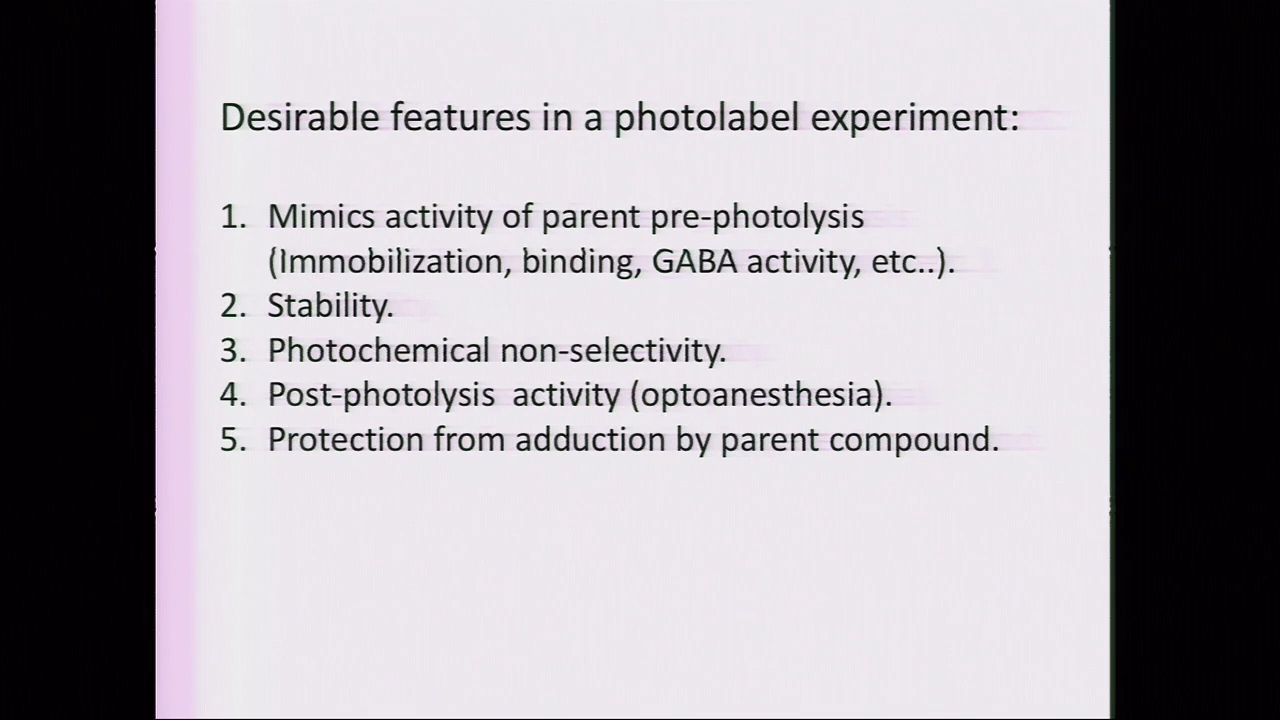 Desirable features in a photolabel experiment:
1. Mimics activity of parent pre-photolysis
(Immobilization, binding, GABA activity, etc..).
2. Stability.
3. Photochemical non-selectivity.
4. Post-photolysis activity (optoanesthesia).
5. Protection from adduction by parent compound.